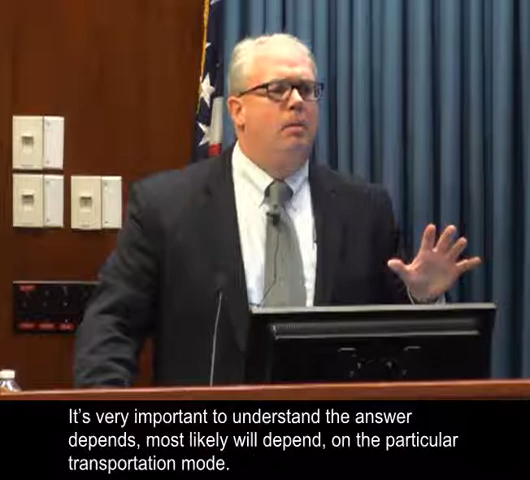 It's very important to understand the answer
depends, most likely will depend, on the particular
transportation mode.